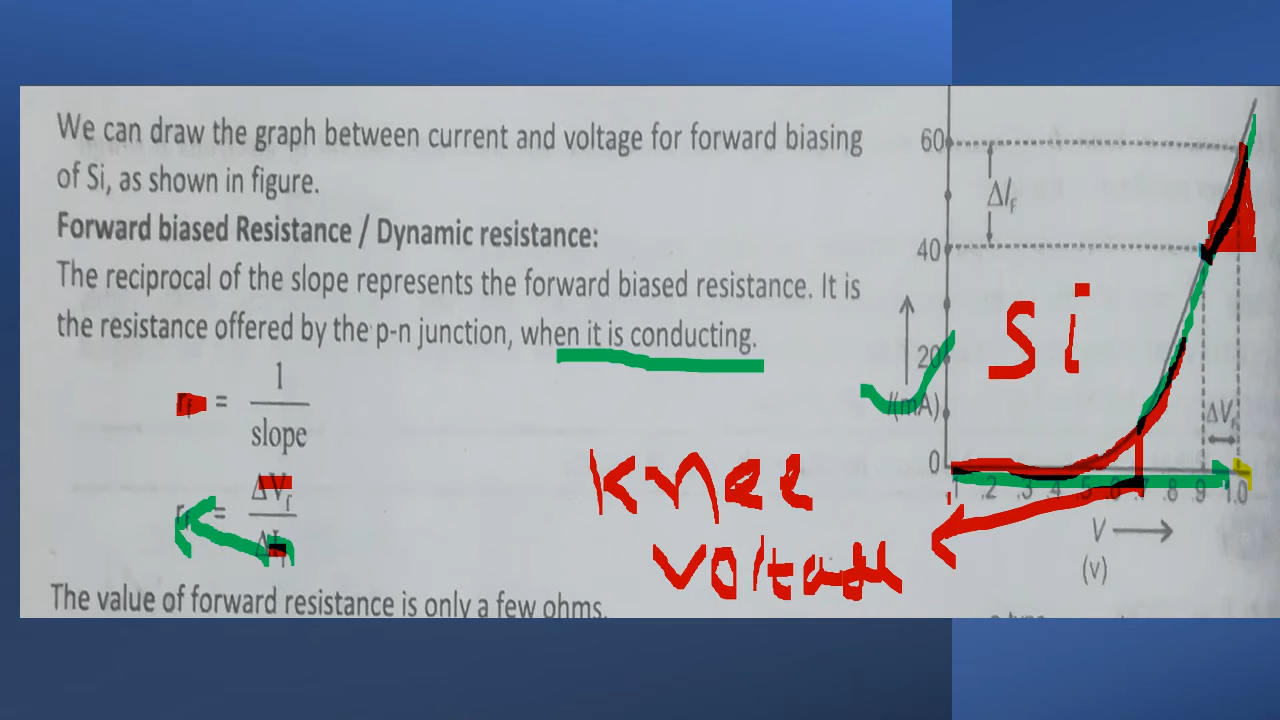 We can draw the graph between current and voltage for forward biasing
of Si, as shown in figure.
Forward biased Resistance / Dynamic resistance:
The reciprocal of the slope represents the forward biased resistance. It is
the resistance offered by the p-n junction, when it is conducting.
= 1
slope
r = ΔVf
Δ
The value of forward resistance is only a few ohms.
60
ΔIF
40
Si
20
I(mA)
ΔV
0
.1 .2 .3 .4 .5 .6 .7 .8 .9 1.0
V
(v)
knee
voltage